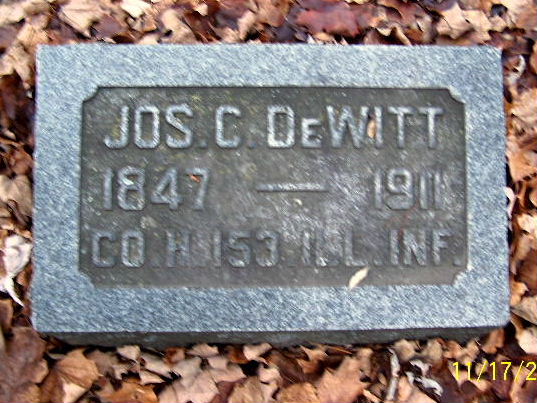 JOS. C. DEWITT
1847 — 1911
CO. H. 153. ILL. INF.
11/17/2